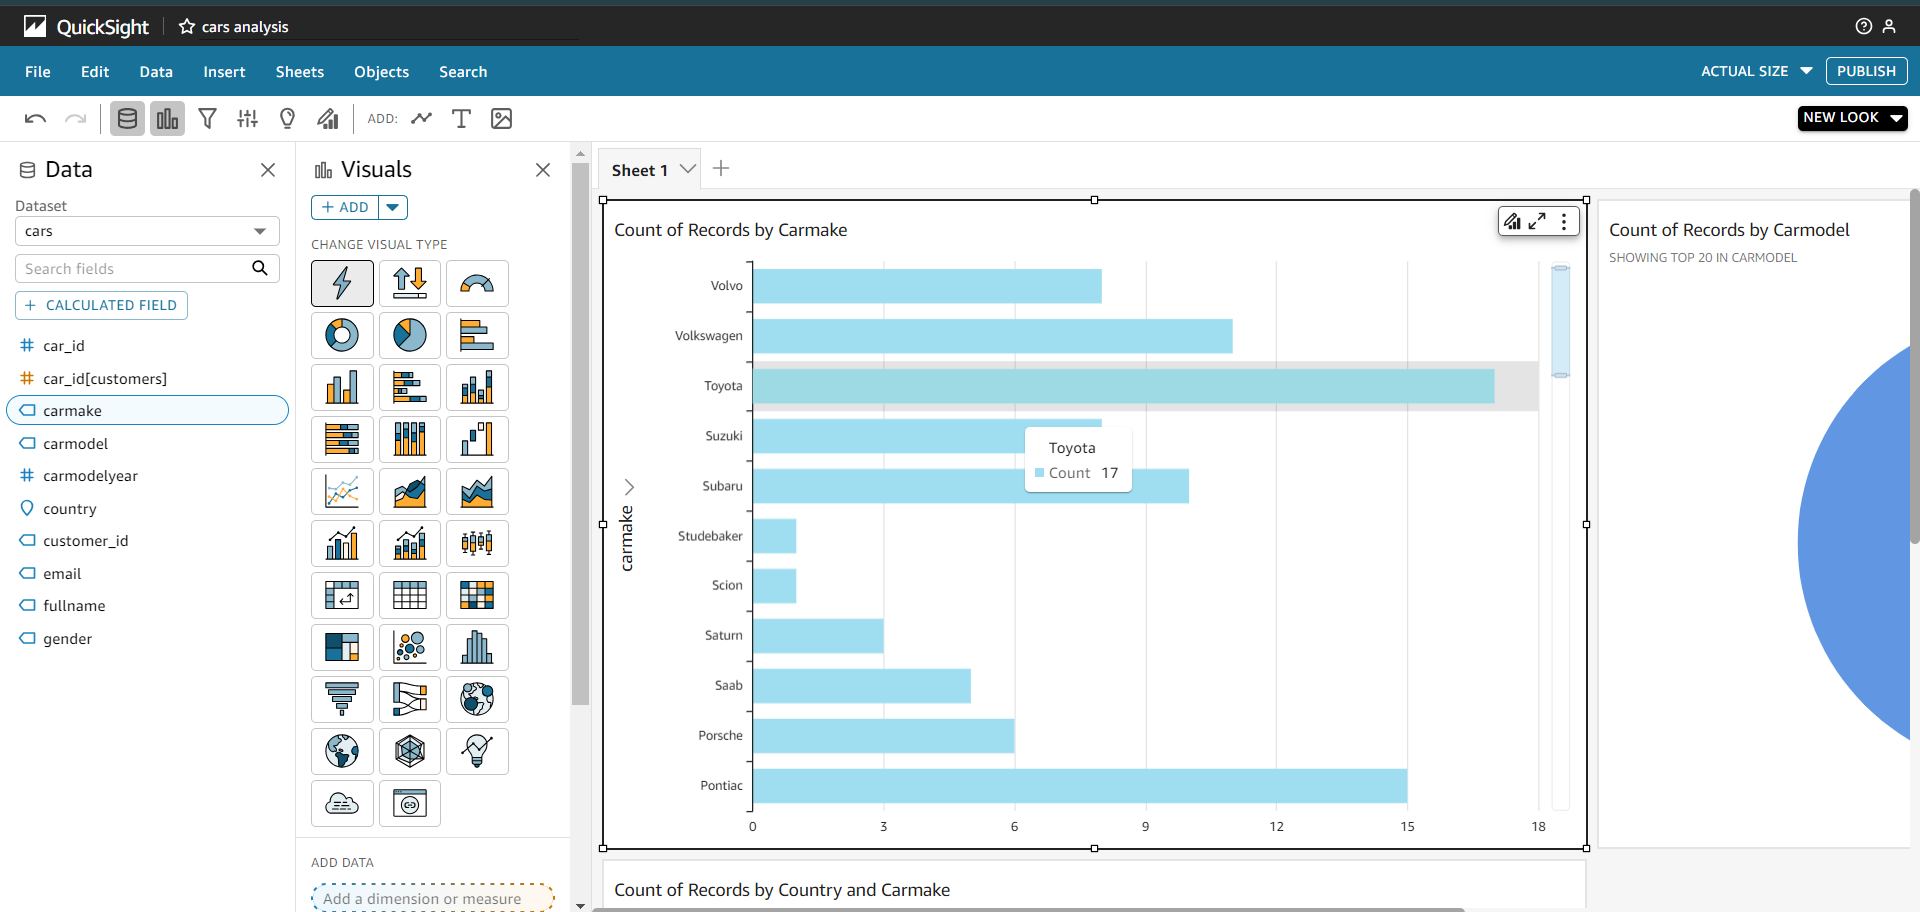 QuickSight
cars analysis
File Edit Data Insert Sheets Objects Search
ACTUAL SIZE
PUBLISH
ADD:
NEW LOOK
Data
Dataset
cars
Search fields
+ CALCULATED FIELD
car_id
car_id[customers]
carmake
carmodel
carmodelyear
country
customer_id
email
fullname
gender
Visuals
+ ADD
CHANGE VISUAL TYPE
ADD DATA
Add a dimension or measure
Sheet 1
Count of Records by Carmake
carmake
Volvo
Volkswagen
Toyota
Suzuki
Subaru
Studebaker
Scion
Saturn
Saab
Porsche
Pontiac
0 3 6 9 12 15 18
Toyota
Count 17
Count of Records by Carmodel
SHOWING TOP 20 IN CARMODEL
Count of Records by Country and Carmake